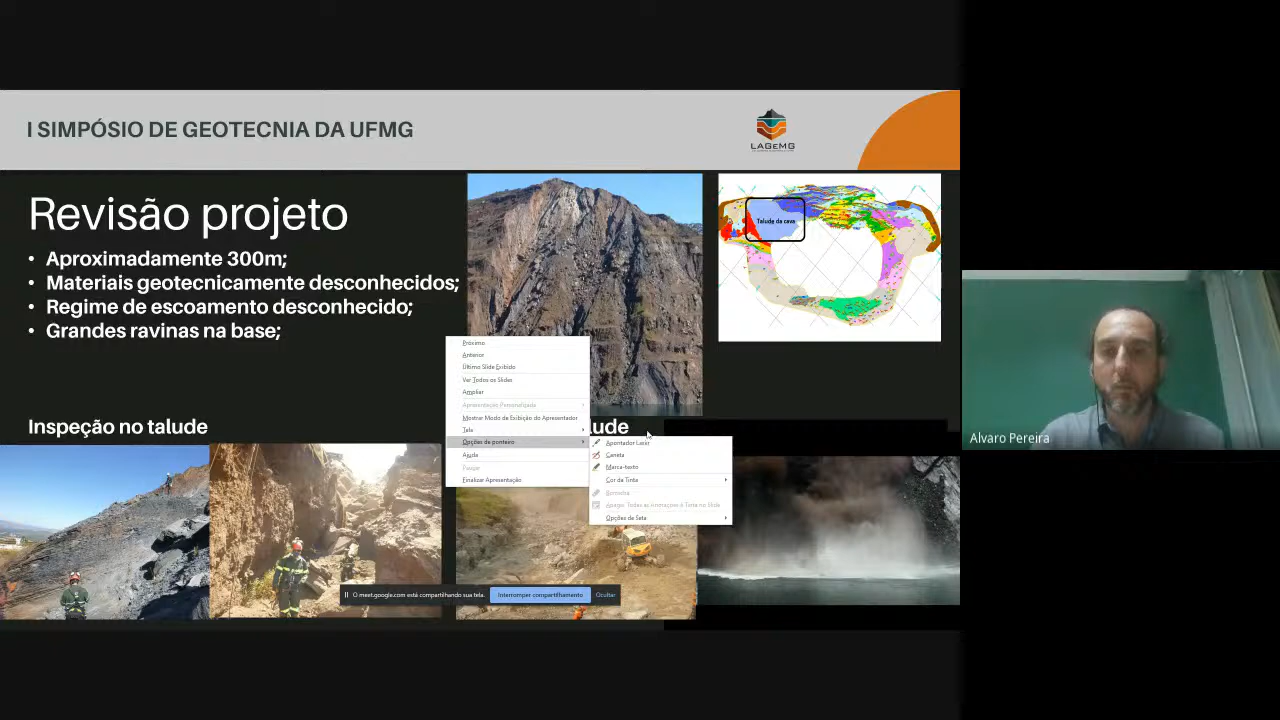 I SIMPÓSIO DE GEOTECNIA DA UFMG
LAGEMG
Revisão projeto
• Aproximadamente 300m;
• Materiais geotecnicamente desconhecidos;
• Regime de escoamento desconhecido;
• Grandes ravinas na base;
Talude da cava
Próximo
Anterior
Último Slide Exibido
Ver Todos os Slides
Ampliar
Apresentação Personalizada
Mostrar Modo de Exibição do Apresentador
Tela
Opções de ponteiro
Ajuda
Pausar
Finalizar Apresentação
Inspeção no talude
lude
Apontador Laser
Caneta
Marca-texto
Cor da Tinta
Borracha
Apagar Todas as Anotações à Tinta no Slide
Opções de Seta
Alvaro Pereira
O meet.google.com está compartilhando sua tela.
Interromper compartilhamento
Ocultar